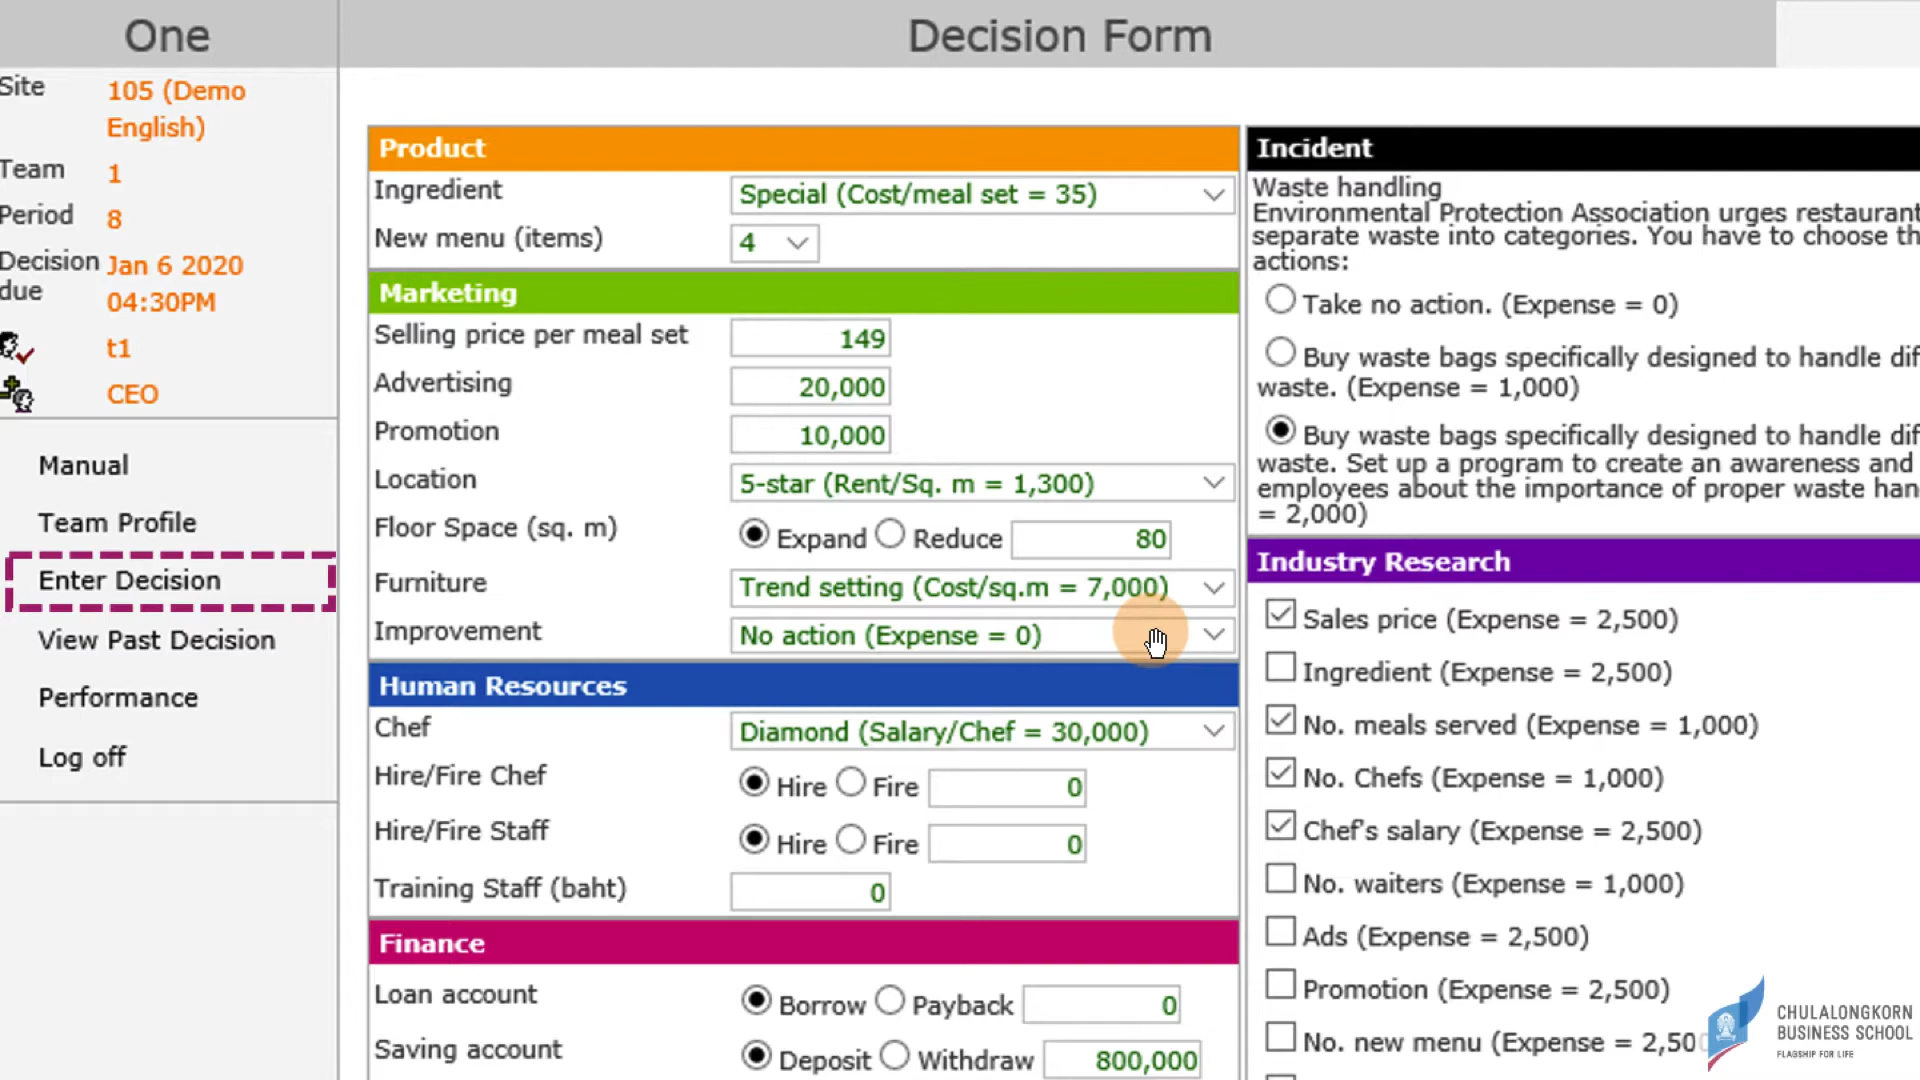 One
Decision Form
Site
105 (Demo
English)
Team
1
Period
8
Decision
due
Jan 6 2020
04:30PM
t1
CEO
Manual
Team Profile
Enter Decision
View Past Decision
Performance
Log off
Product
Ingredient
Special (Cost/meal set = 35)
New menu (items)
4
Marketing
Selling price per meal set
149
Advertising
20,000
Promotion
10,000
Location
5-star (Rent/Sq. m = 1,300)
Floor Space (sq. m)
Expand
Reduce
80
Furniture
Trend setting (Cost/sq.m = 7,000)
Improvement
No action (Expense = 0)
Human Resources
Chef
Diamond (Salary/Chef = 30,000)
Hire/Fire Chef
Hire
Fire
0
Hire/Fire Staff
Hire
Fire
0
Training Staff (baht)
0
Finance
Loan account
Borrow
Payback
0
Saving account
Deposit
Withdraw
800,000
Incident
Waste handling
Environmental Protection Association urges restaurant
separate waste into categories. You have to choose th
actions:
Take no action. (Expense = 0)
Buy waste bags specifically designed to handle dif
waste. (Expense = 1,000)
Buy waste bags specifically designed to handle dif
waste. Set up a program to create an awareness and
employees about the importance of proper waste han
= 2,000)
Industry Research
Sales price (Expense = 2,500)
Ingredient (Expense = 2,500)
No. meals served (Expense = 1,000)
No. Chefs (Expense = 1,000)
Chef's salary (Expense = 2,500)
No. waiters (Expense = 1,000)
Ads (Expense = 2,500)
Promotion (Expense = 2,500)
No. new menu (Expense = 2,500
CHULALONGKORN
BUSINESS SCHOOL
FLAGSHIP FOR LIFE